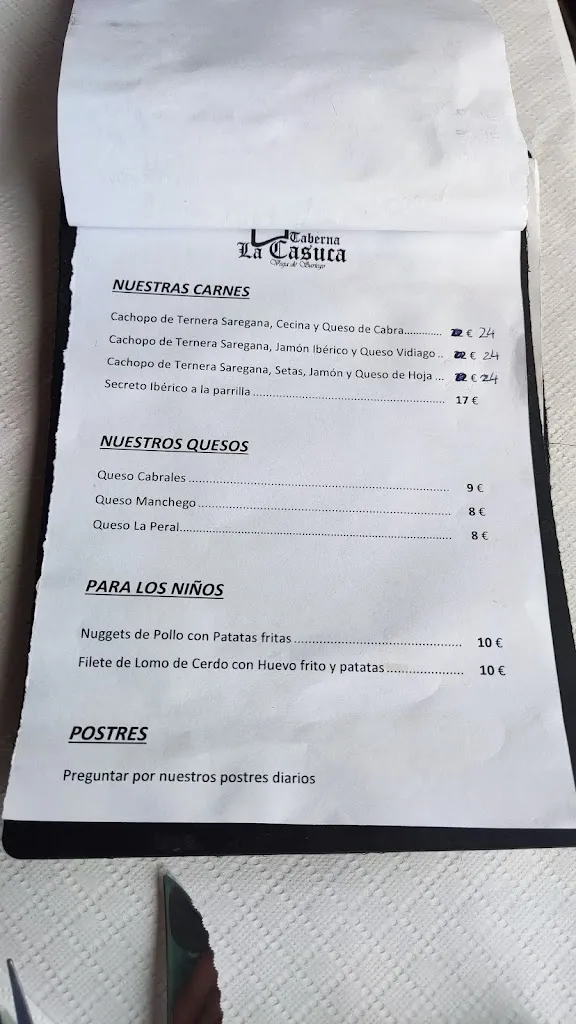 Taberna
La Casuca
Vega de Sariego
NUESTRAS CARNES
Cachopo de Ternera Saregana, Cecina y Queso de Cabra............ € 24
Cachopo de Ternera Saregana, Jamón Ibérico y Queso Vidiago .. € 24
Cachopo de Ternera Saregana, Setas, Jamón y Queso de Hoja ... € 24
Secreto Ibérico a la parrilla ...................................................... 17 €
NUESTROS QUESOS
Queso Cabrales ........................................................................ 9 €
Queso Manchego ..................................................................... 8 €
Queso La Peral......................................................................... 8 €
PARA LOS NIÑOS
Nuggets de Pollo con Patatas fritas .......................................... 10 €
Filete de Lomo de Cerdo con Huevo frito y patatas ................... 10 €
POSTRES
Preguntar por nuestros postres diarios